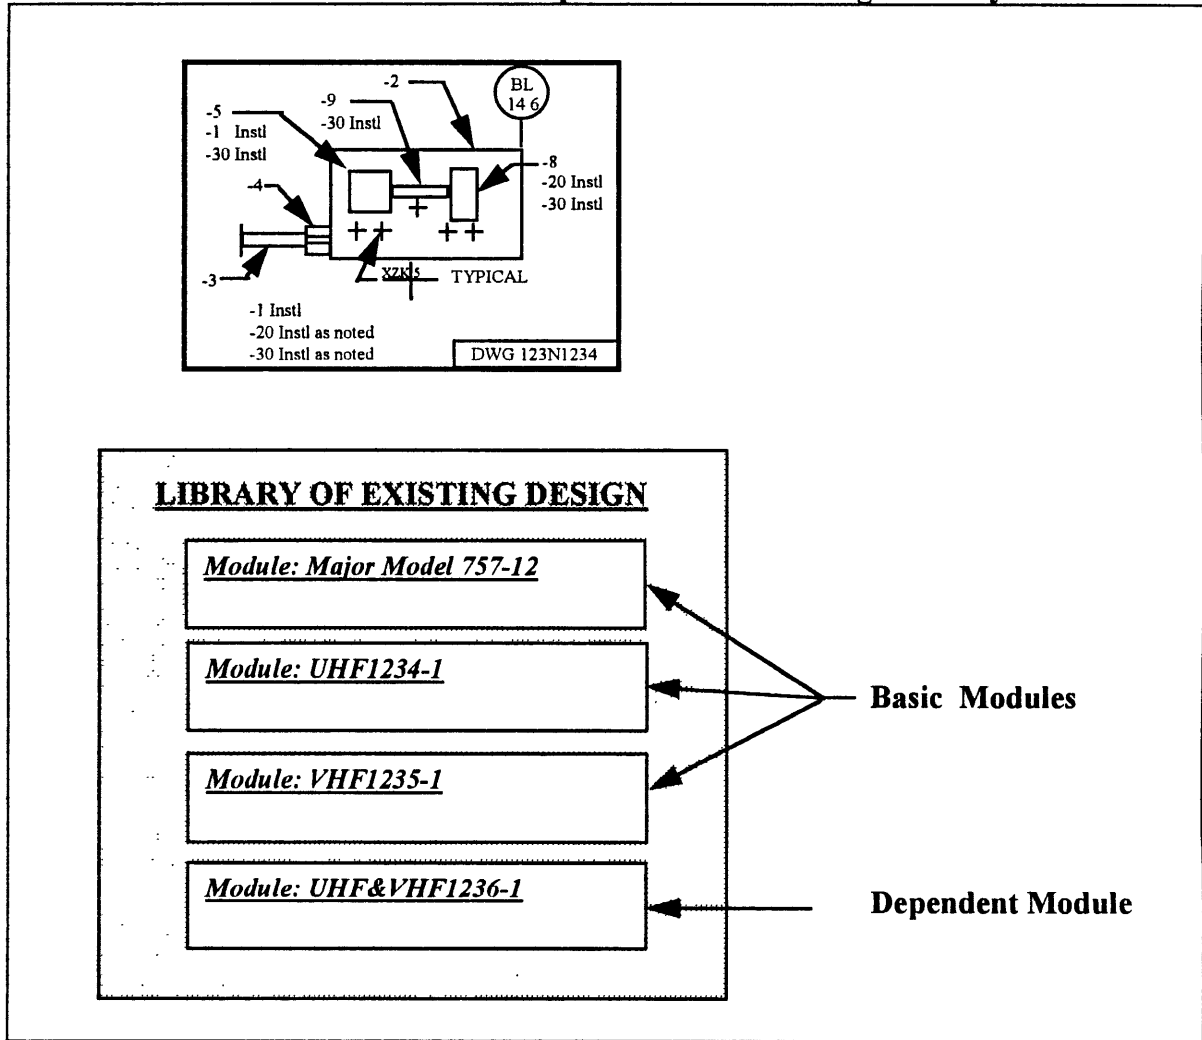 -2
BL
14 6
-5
-1 Instl
-30 Instl
-9
-30 Instl
-8
-20 Instl
-30 Instl
-4
-3
TYPICAL
-1 Instl
-20 Instl as noted
-30 Instl as noted
DWG 123N1234
LIBRARY OF EXISTING DESIGN
Module: Major Model 757-12
Module: UHF1234-1
Basic Modules
Module: VHF1235-1
Module: UHF&VHF1236-1
Dependent Module